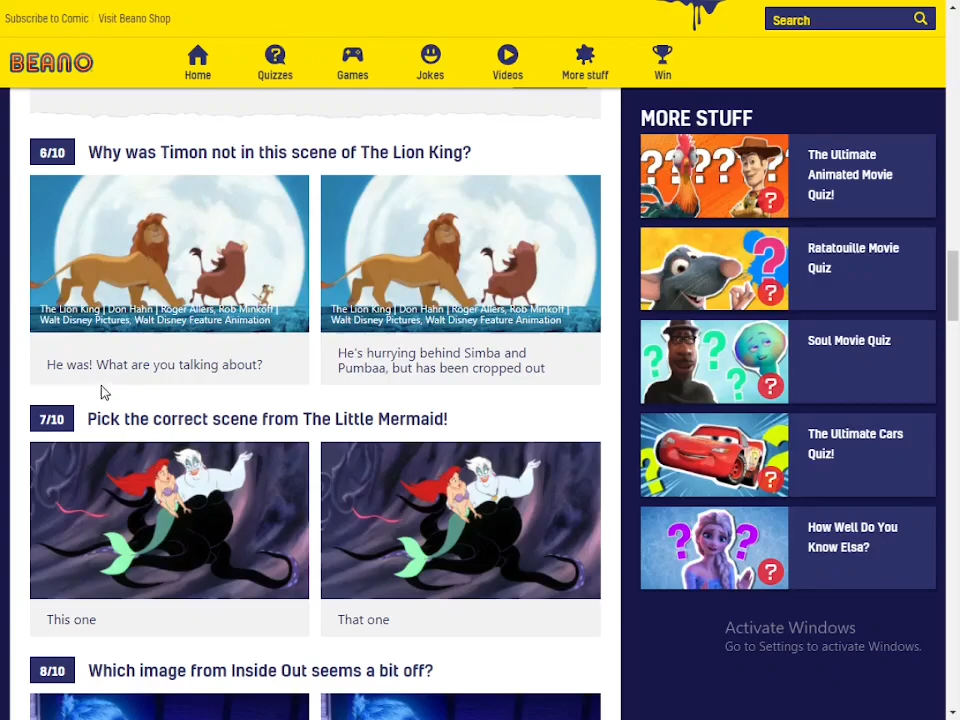 Subscribe to Comic
Visit Beano Shop
Search
BEANO
Home
Quizzes
Games
Jokes
Videos
More stuff
Win
6/10
Why was Timon not in this scene of The Lion King?
The Lion King | Don Hahn | Roger Allers, Rob Minkoff |
Walt Disney Pictures, Walt Disney Feature Animation
The Lion King | Don Hahn | Roger Allers, Rob Minkoff |
Walt Disney Pictures, Walt Disney Feature Animation
He was! What are you talking about?
He's hurrying behind Simba and
Pumbaa, but has been cropped out
7/10
Pick the correct scene from The Little Mermaid!
This one
That one
8/10
Which image from Inside Out seems a bit off?
MORE STUFF
The Ultimate
Animated Movie
Quiz!
Ratatouille Movie
Quiz
Soul Movie Quiz
The Ultimate Cars
Quiz!
How Well Do You
Know Elsa?
Activate Windows
Go to Settings to activate Windows.